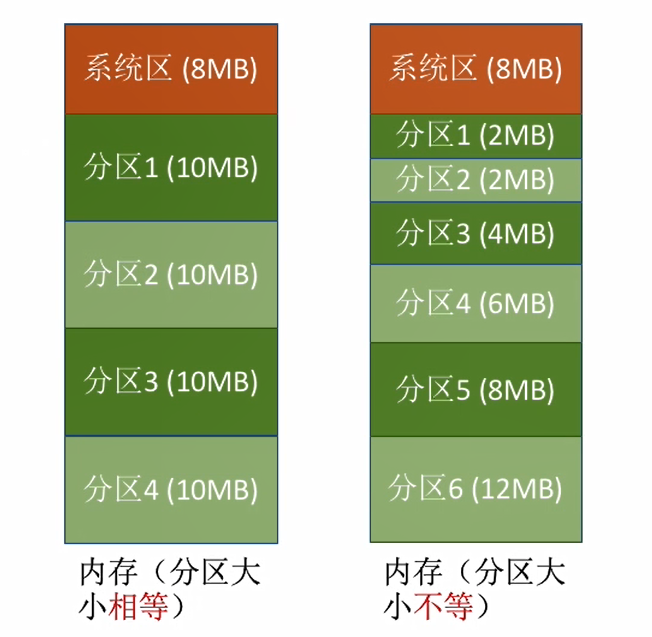 系统区 (8MB)
分区1 (10MB)
分区2 (10MB)
分区3 (10MB)
分区4 (10MB)
内存（分区大
小相等）
系统区 (8MB)
分区1 (2MB)
分区2 (2MB)
分区3 (4MB)
分区4 (6MB)
分区5 (8MB)
分区6 (12MB)
内存（分区大
小不等）